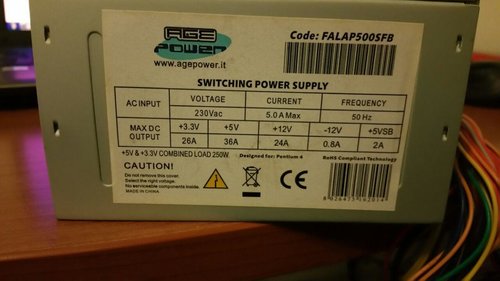 AGE
POWER
www.agepower.it
Code: FALAP500SFB
SWITCHING POWER SUPPLY
AC INPUT VOLTAGE CURRENT FREQUENCY
230Vac 5.0 A Max 50 Hz
MAX DC OUTPUT +3.3V +5V +12V -12V +5VSB
26A 36A 24A 0.8A 2A
+5V & +3.3V COMBINED LOAD 250W Designed for: Pentium 4 RoHS Compliant Technology
CAUTION!
Do not remove this cover.
Select the right voltage.
No serviceable components inside.
MADE IN CHINA
CE